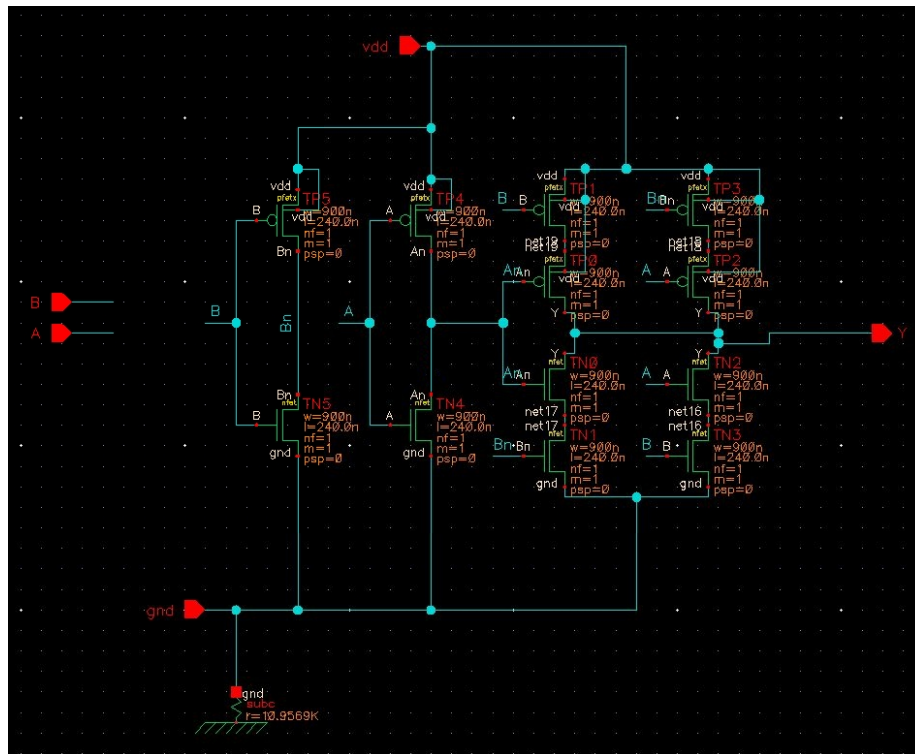 vdd
vdd
TP5
pfetx
B
vdd
w=900n
l=240.0n
nf=1
m=1
psp=0
Bn
vdd
TP4
pfetx
A
vdd
w=900n
l=240.0n
nf=1
m=1
psp=0
An
vdd
TP1
pfetx
B
B
w=900n
l=240.0n
nf=1
m=1
psp=0
vdd
TP3
pfetx
Bn
w=900n
l=240.0n
nf=1
m=1
psp=0
TP0
An
An
vdd
w=900n
l=240.0n
nf=1
m=1
psp=0
Y
TP2
A
A
vdd
w=900n
l=240.0n
nf=1
m=1
psp=0
Y
B
A
B
Bn
A
Y
Bn
TN5
nfet
B
w=900n
l=240.0n
nf=1
m=1
psp=0
gnd
An
TN4
nfet
A
w=900n
l=240.0n
nf=1
m=1
psp=0
gnd
Y
TN0
nfet
An
An
w=900n
l=240.0n
nf=1
m=1
psp=0
net17
net17
TN1
Bn
Bn
w=900n
l=240.0n
nf=1
m=1
psp=0
gnd
TN2
nfet
A
A
w=900n
l=240.0n
nf=1
m=1
psp=0
net16
net16
TN3
B
B
w=900n
l=240.0n
nf=1
m=1
psp=0
gnd
gnd
gnd
subc
r=10.9569K